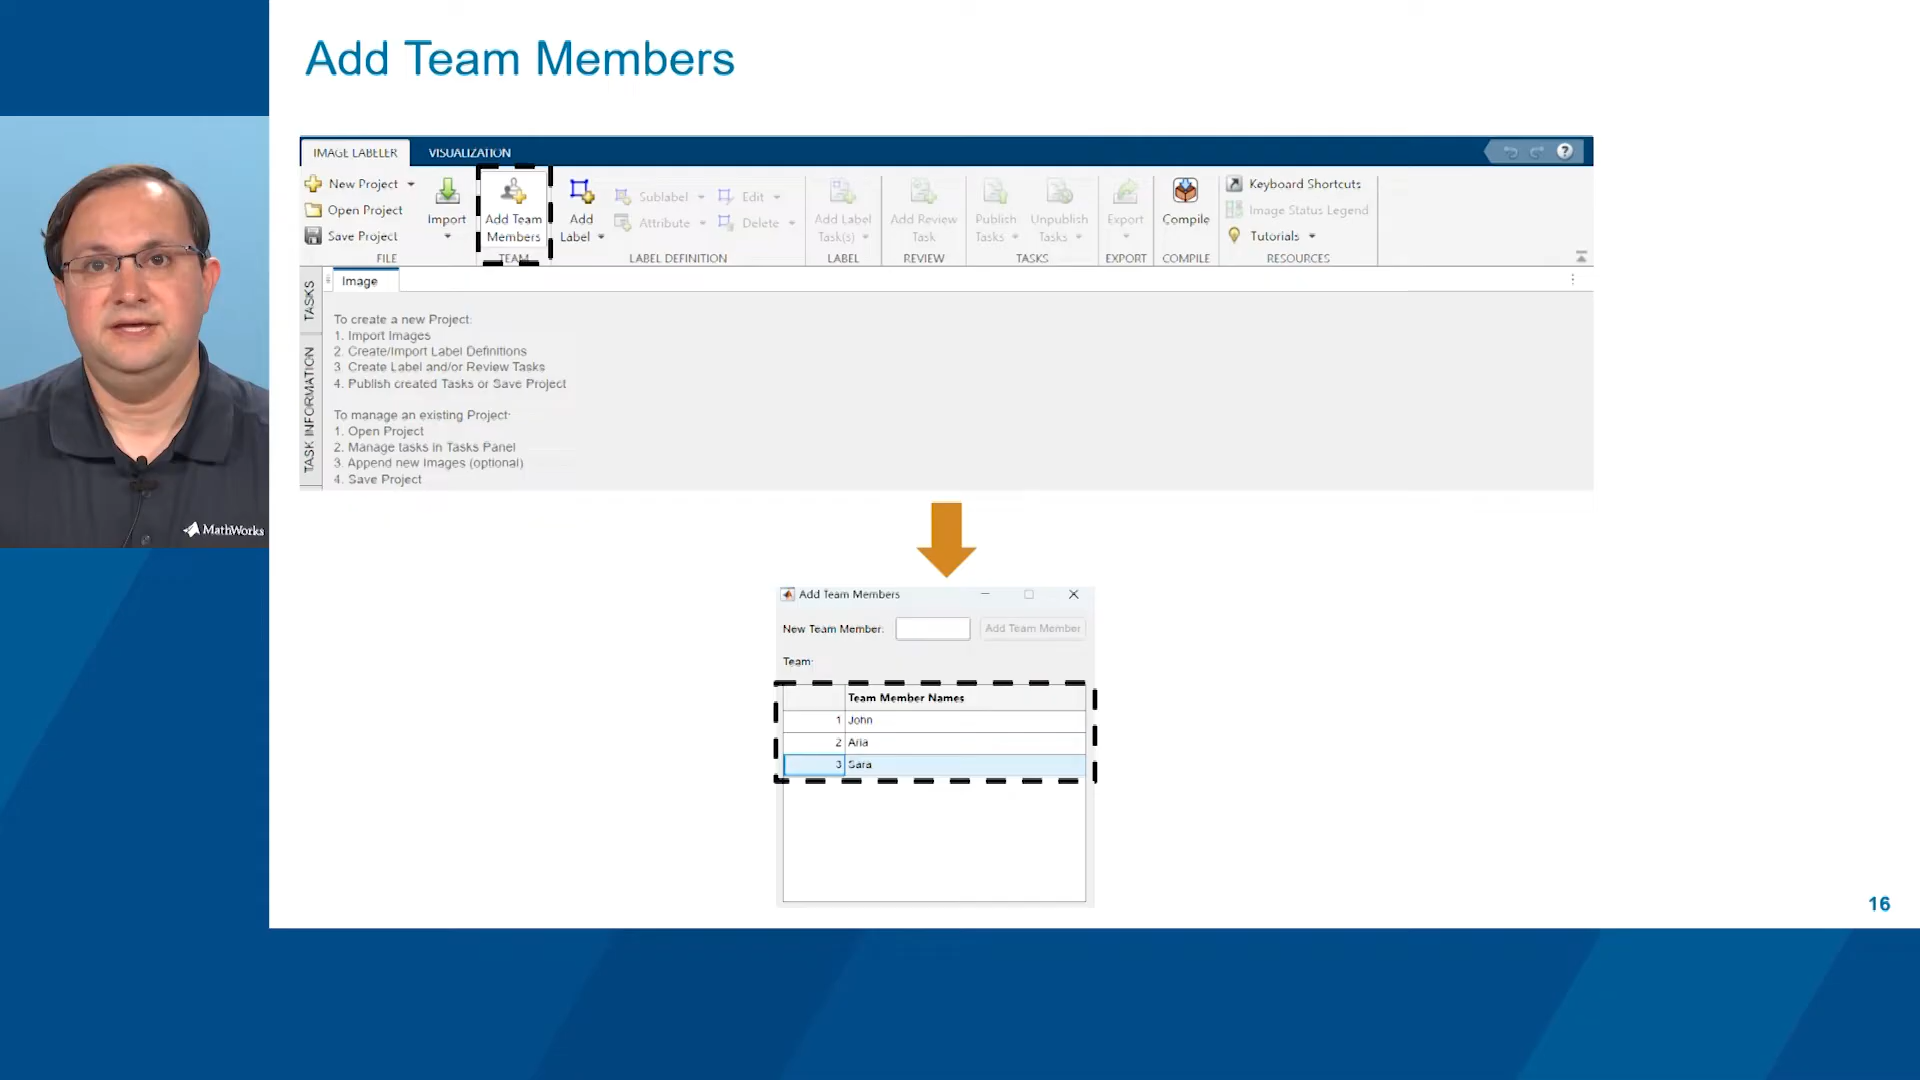 Add Team Members
IMAGE LABELER
VISUALIZATION
New Project
Open Project
Save Project
FILE
Import
Add Team
Members
TEAM
Add
Label
Sublabel
Attribute
Edit
Delete
LABEL DEFINITION
Add Label
Task(s)
LABEL
Add Review
Task
REVIEW
Publish
Tasks
Unpublish
Tasks
TASKS
Export
EXPORT
Compile
COMPILE
Keyboard Shortcuts
Image Status Legend
Tutorials
RESOURCES
TASKS
TASK INFORMATION
Image
To create a new Project:
1. Import Images
2. Create/Import Label Definitions
3. Create Label and/or Review Tasks
4. Publish created Tasks or Save Project
To manage an existing Project:
1. Open Project
2. Manage tasks in Tasks Panel
3. Append new Images (optional)
4. Save Project
MathWorks
Add Team Members
New Team Member:
Add Team Member
Team:
Team Member Names
1 John
2 Aria
3 Sara
16